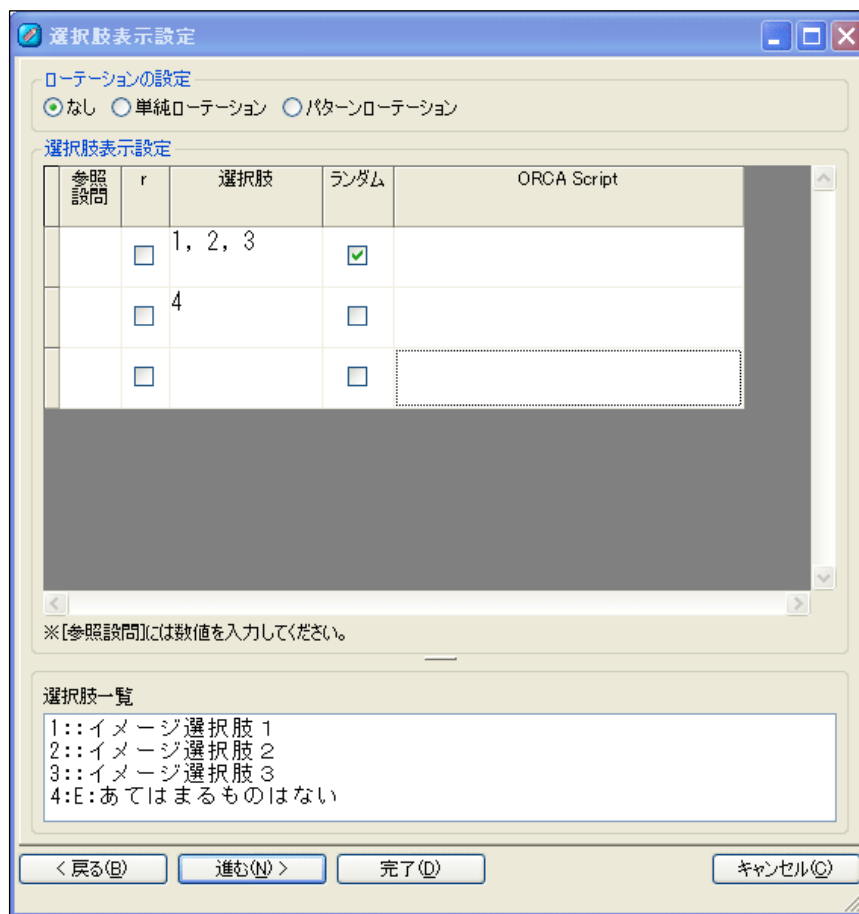 選択肢表示設定
ローテーションの設定
なし 単純ローテーション パターンローテーション
選択肢表示設定
参照設問 r 選択肢 ランダム ORCA Script
1, 2, 3
4
※[参照設問]には数値を入力してください。
選択肢一覧
1::イメージ選択肢1
2::イメージ選択肢2
3::イメージ選択肢3
4:E:あてはまるものはない
< 戻る(B) 進む(N) > 完了(D) キャンセル(C)